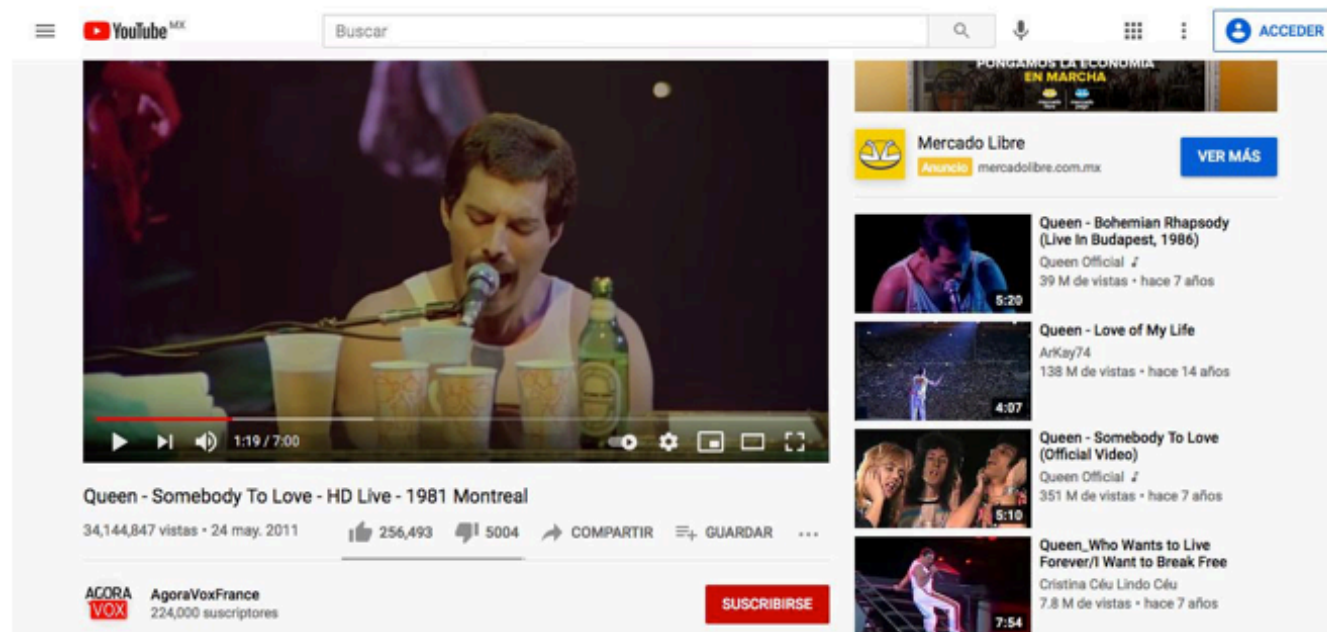 YouTube MX
Buscar
ACCEDER
PONGAMOS LA ECONOMÍA
EN MARCHA
Mercado Libre
Anuncio mercadolibre.com.mx
VER MÁS
1:19 / 7:00
Queen - Somebody To Love - HD Live - 1981 Montreal
34,144,847 vistas • 24 may. 2011
256,493
5004
COMPARTIR
GUARDAR
AGORA
VOX
AgoraVoxFrance
224,000 suscriptores
SUSCRIBIRSE
5:20
Queen - Bohemian Rhapsody
(Live In Budapest, 1986)
Queen Official
39 M de vistas • hace 7 años
4:07
Queen - Love of My Life
ArKay74
138 M de vistas • hace 14 años
5:10
Queen - Somebody To Love
(Official Video)
Queen Official
351 M de vistas • hace 7 años
7:54
Queen_Who Wants to Live
Forever/I Want to Break Free
Cristina Céu Lindo Céu
7.8 M de vistas • hace 7 años